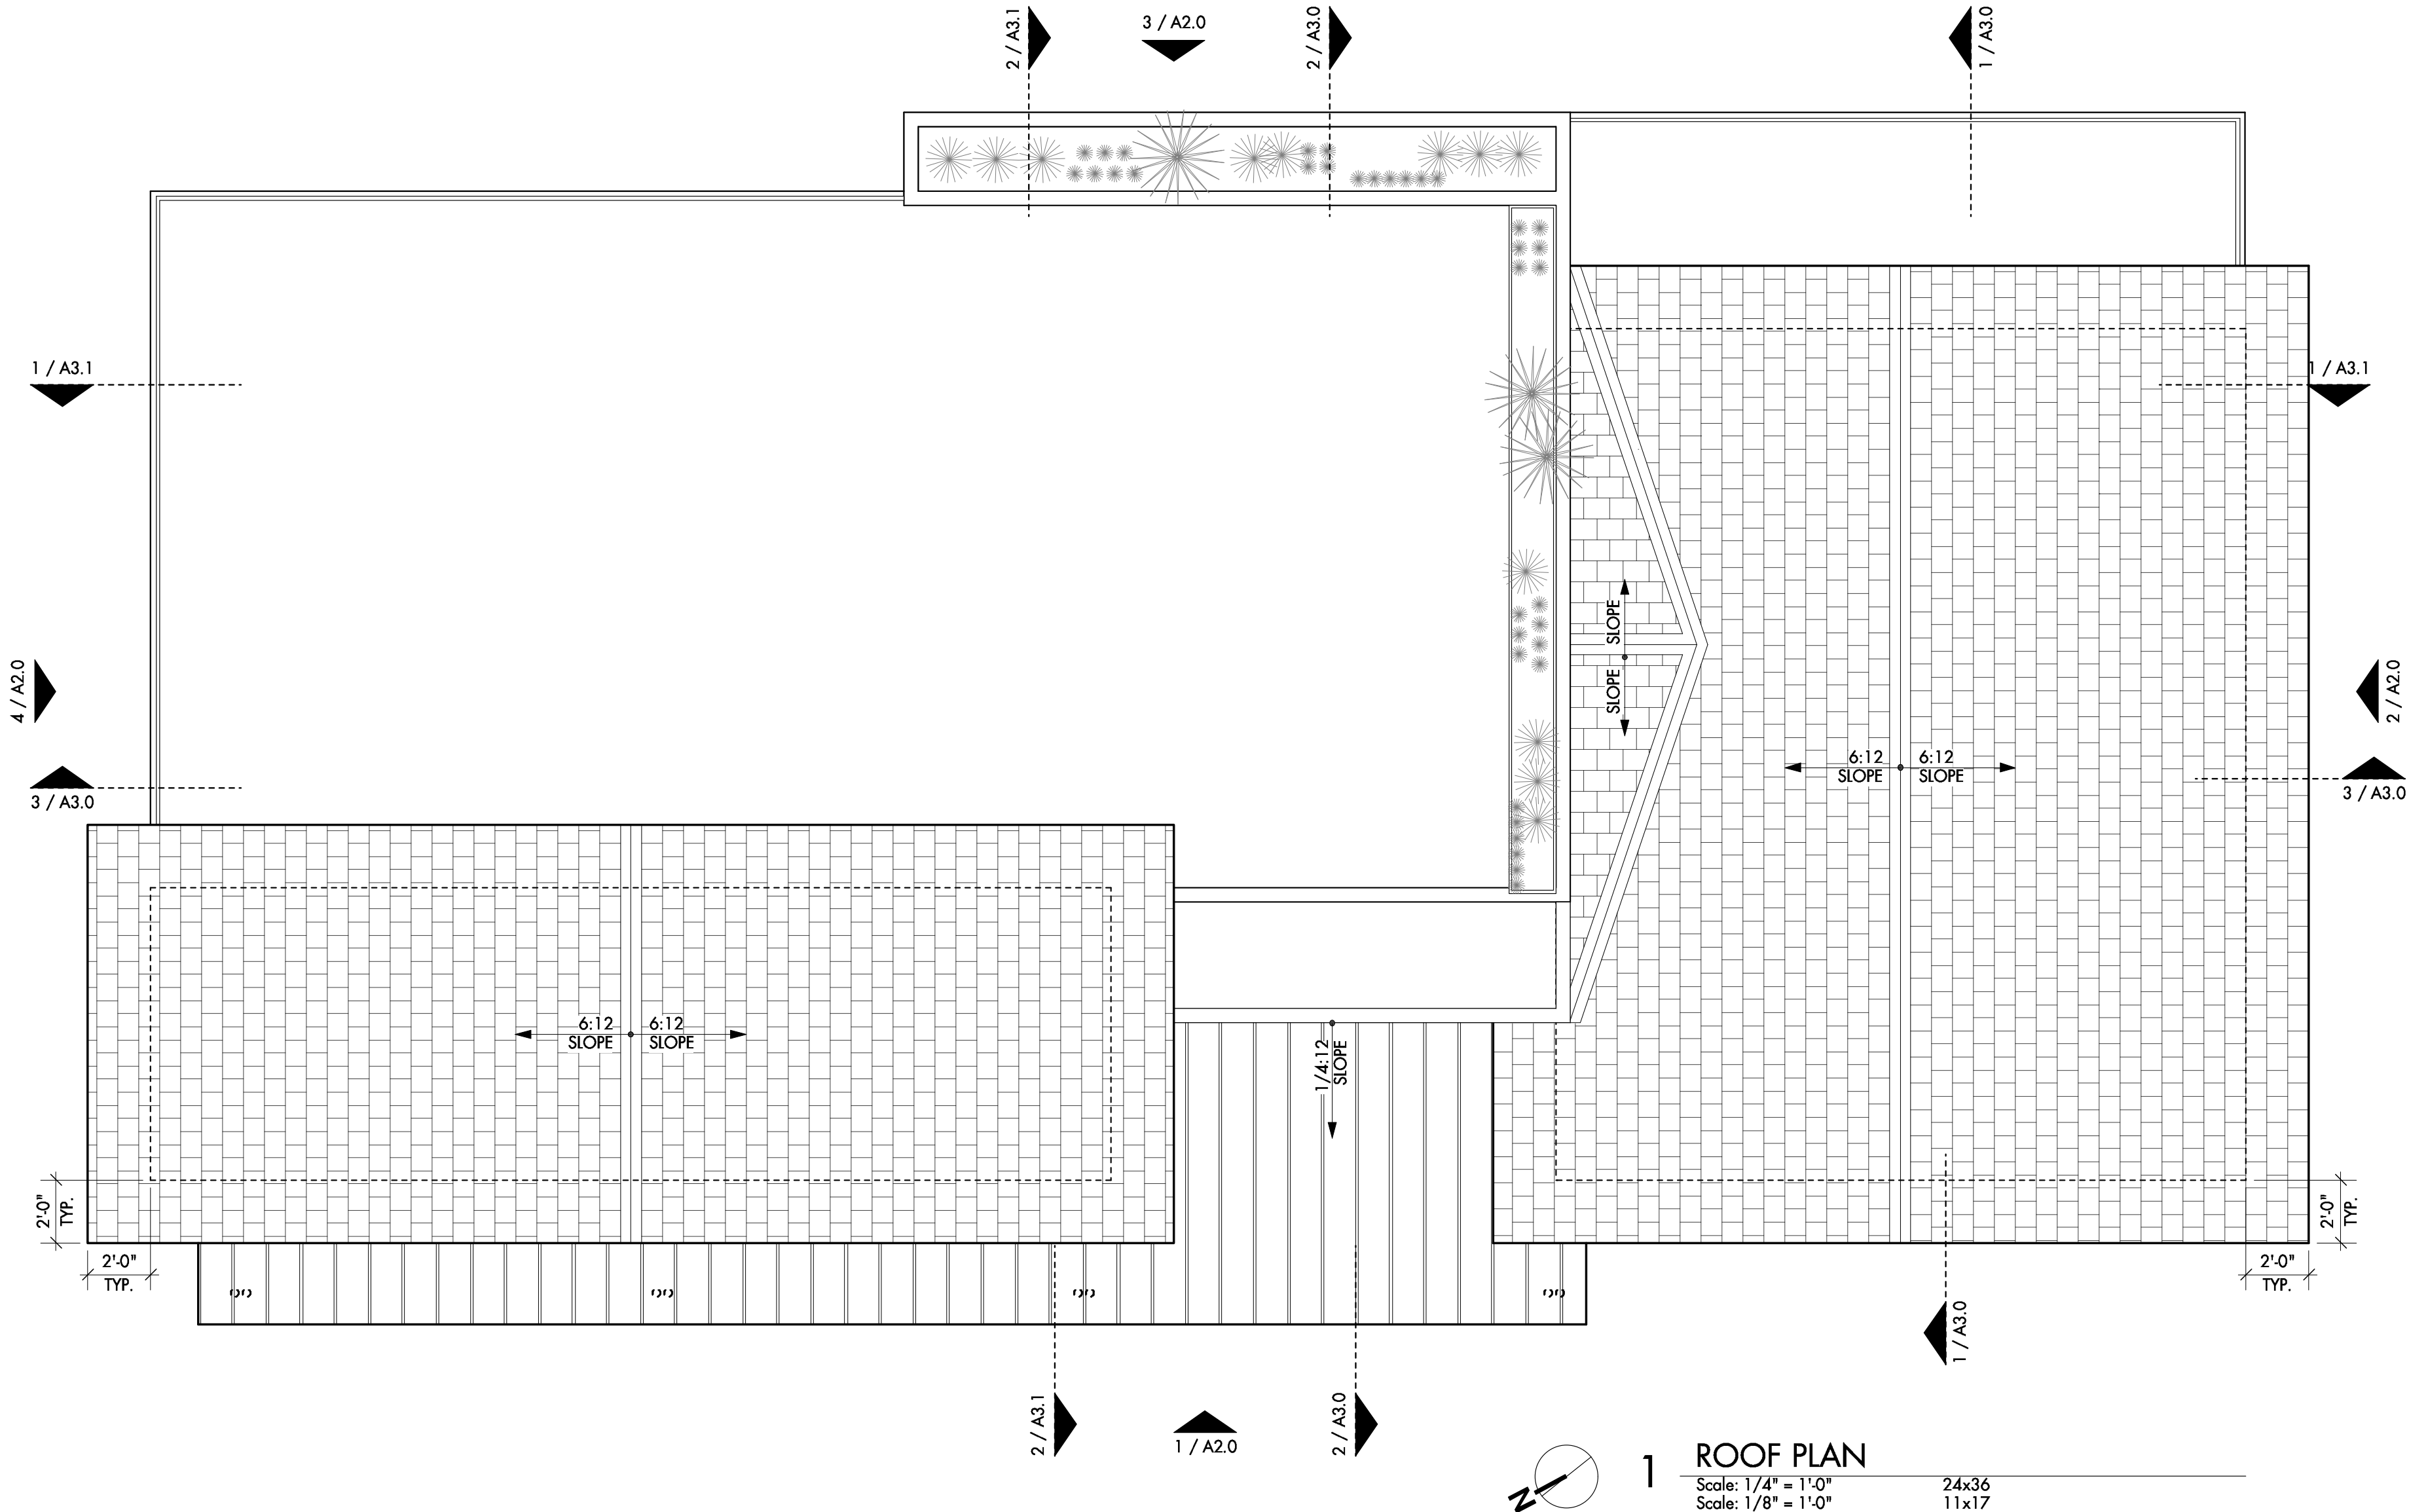 2 / A3.1
3 / A2.0
2 / A3.0
1 / A3.0
1 / A3.1
1 / A3.1
4 / A2.0
2 / A2.0
SLOPE
SLOPE
6:12
SLOPE
6:12
SLOPE
3 / A3.0
3 / A3.0
6:12
SLOPE
6:12
SLOPE
1/4:12
SLOPE
2'-0"
TYP.
2'-0"
TYP.
2'-0"
TYP.
2'-0"
TYP.
1 / A3.0
2 / A3.1
1 / A2.0
2 / A3.0
N
1
ROOF PLAN
Scale: 1/4" = 1'-0" 24x36
Scale: 1/8" = 1'-0" 11x17